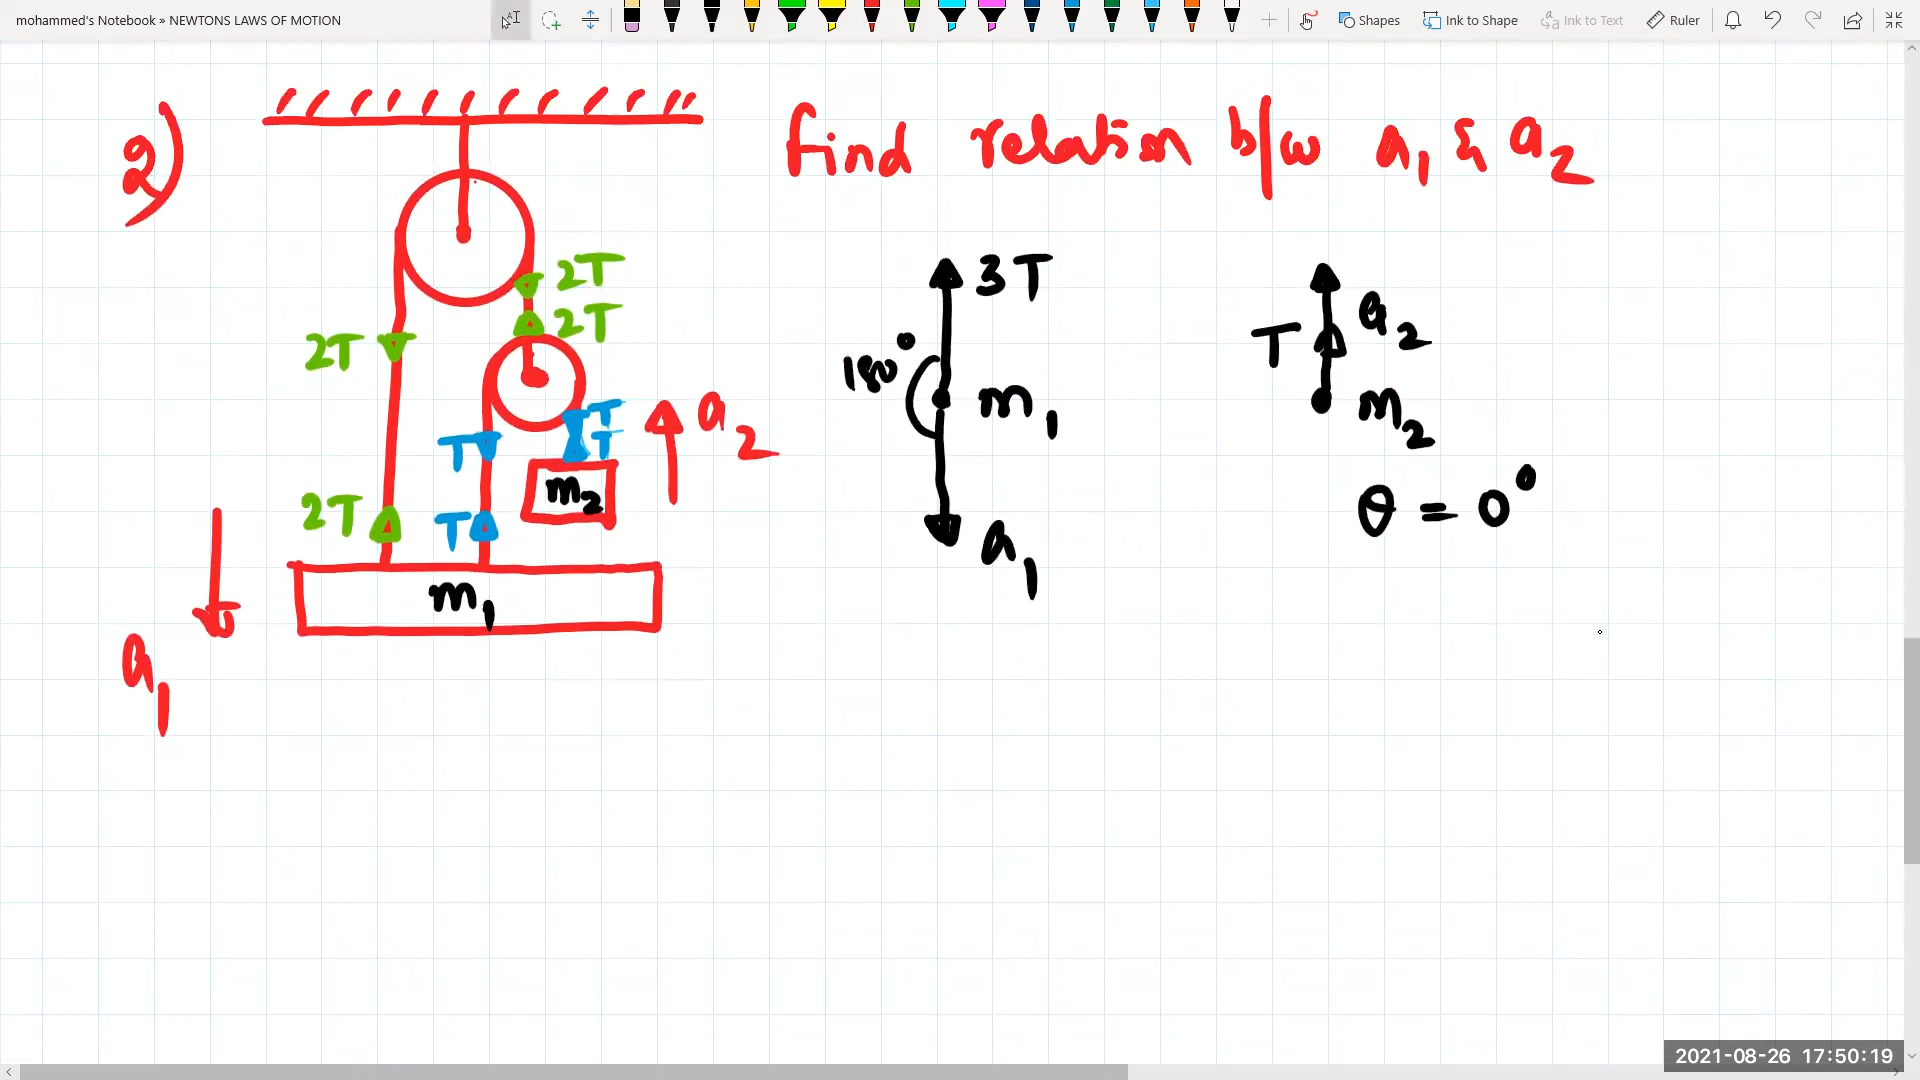 mohammed's Notebook » NEWTONS LAWS OF MOTION
Shapes
Ink to Shape
Ink to Text
Ruler
2)
find relation b/w a1 & a2
2T
2T
2T
2T
T
T
T
T
m2
a2
m1
a1
3T
180°
m1
a1
T
a2
m2
θ = 0°
2021-08-26 17:50:19